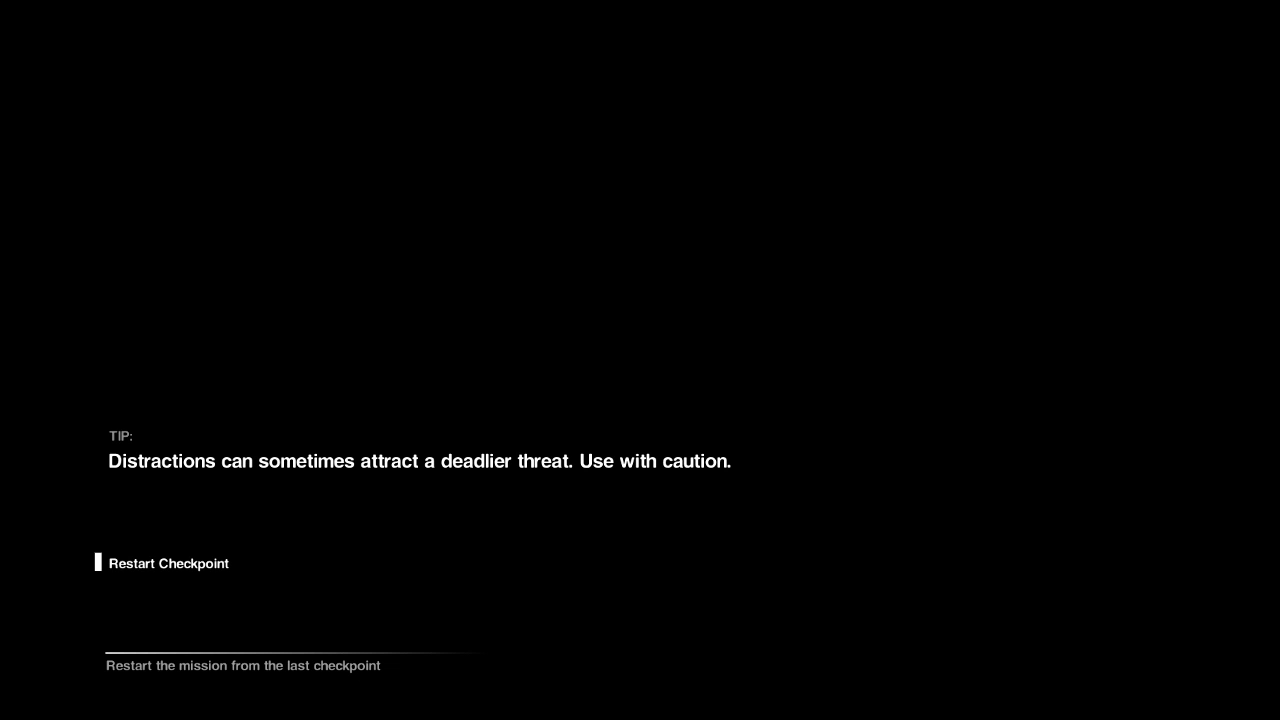 TIP:
Distractions can sometimes attract a deadlier threat. Use with caution.
Restart Checkpoint
Restart the mission from the last checkpoint